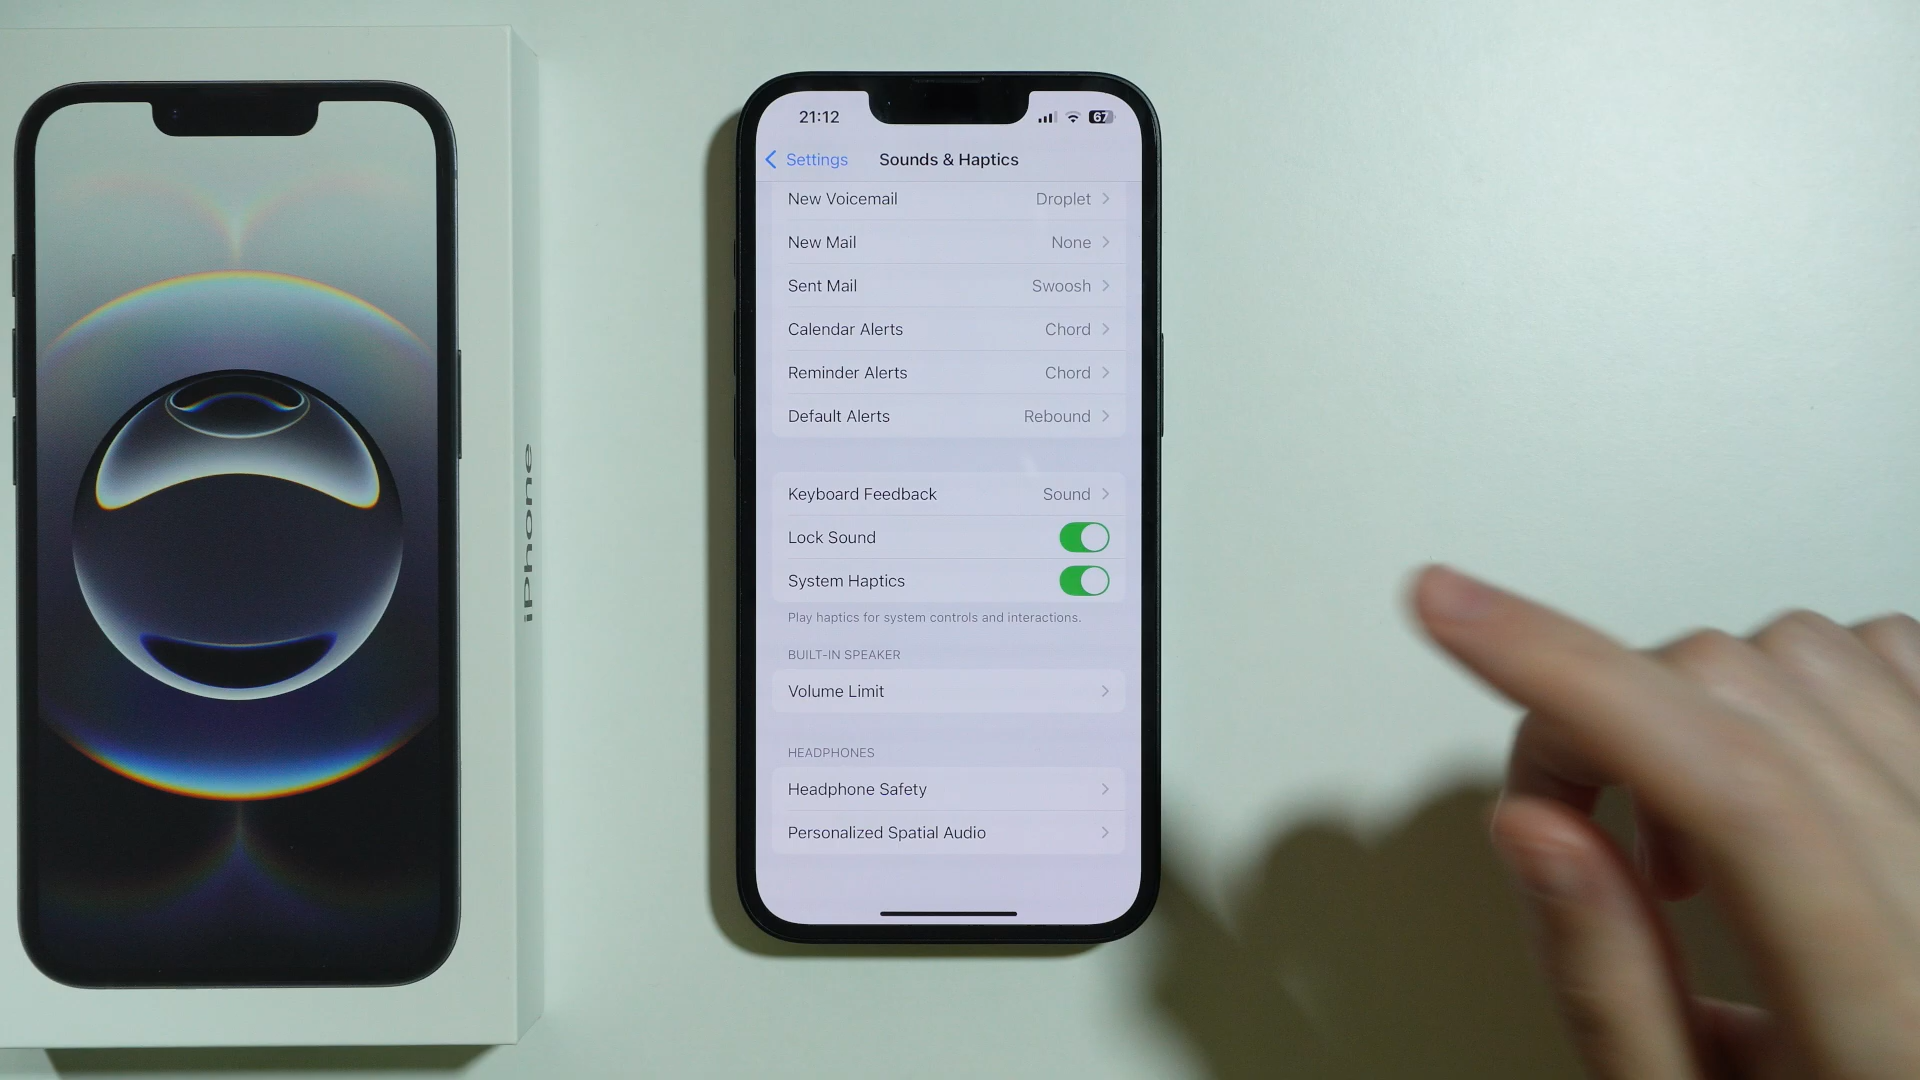 iPhone
21:12
67
Settings
Sounds & Haptics
New Voicemail Droplet
New Mail None
Sent Mail Swoosh
Calendar Alerts Chord
Reminder Alerts Chord
Default Alerts Rebound
Keyboard Feedback Sound
Lock Sound
System Haptics
Play haptics for system controls and interactions.
BUILT-IN SPEAKER
Volume Limit
HEADPHONES
Headphone Safety
Personalized Spatial Audio